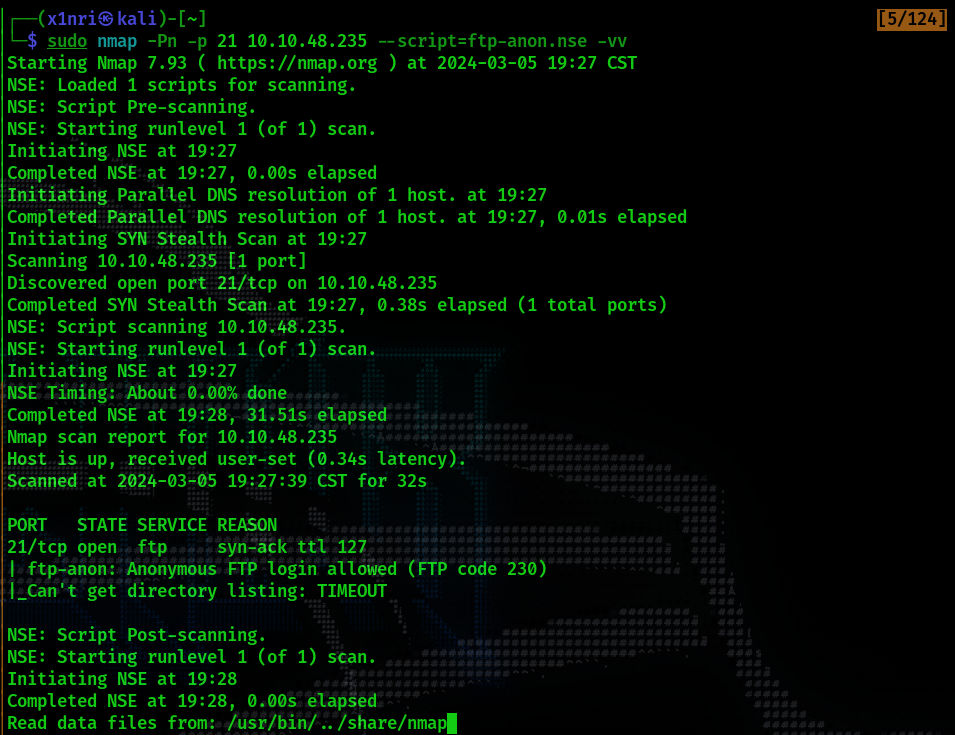 ┌──(x1nri㉿kali)-[~]
[5/124]
└─$ sudo nmap -Pn -p 21 10.10.48.235 --script=ftp-anon.nse -vv
Starting Nmap 7.93 ( https://nmap.org ) at 2024-03-05 19:27 CST
NSE: Loaded 1 scripts for scanning.
NSE: Script Pre-scanning.
NSE: Starting runlevel 1 (of 1) scan.
Initiating NSE at 19:27
Completed NSE at 19:27, 0.00s elapsed
Initiating Parallel DNS resolution of 1 host. at 19:27
Completed Parallel DNS resolution of 1 host. at 19:27, 0.01s elapsed
Initiating SYN Stealth Scan at 19:27
Scanning 10.10.48.235 [1 port]
Discovered open port 21/tcp on 10.10.48.235
Completed SYN Stealth Scan at 19:27, 0.38s elapsed (1 total ports)
NSE: Script scanning 10.10.48.235.
NSE: Starting runlevel 1 (of 1) scan.
Initiating NSE at 19:27
NSE Timing: About 0.00% done
Completed NSE at 19:28, 31.51s elapsed
Nmap scan report for 10.10.48.235
Host is up, received user-set (0.34s latency).
Scanned at 2024-03-05 19:27:39 CST for 32s
PORT   STATE SERVICE REASON
21/tcp open  ftp     syn-ack ttl 127
| ftp-anon: Anonymous FTP login allowed (FTP code 230)
|_Can't get directory listing: TIMEOUT
NSE: Script Post-scanning.
NSE: Starting runlevel 1 (of 1) scan.
Initiating NSE at 19:28
Completed NSE at 19:28, 0.00s elapsed
Read data files from: /usr/bin/../share/nmap